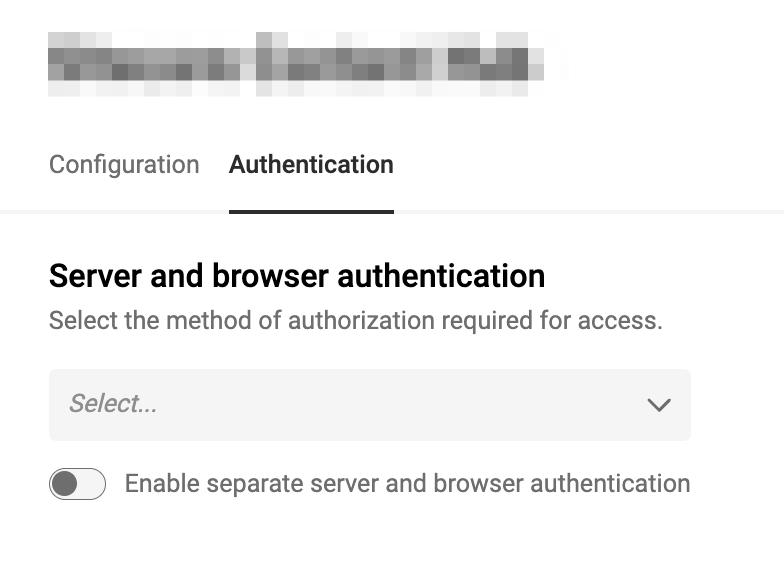 Configuration Authentication
Server and browser authentication
Select the method of authorization required for access.
Select...
Enable separate server and browser authentication